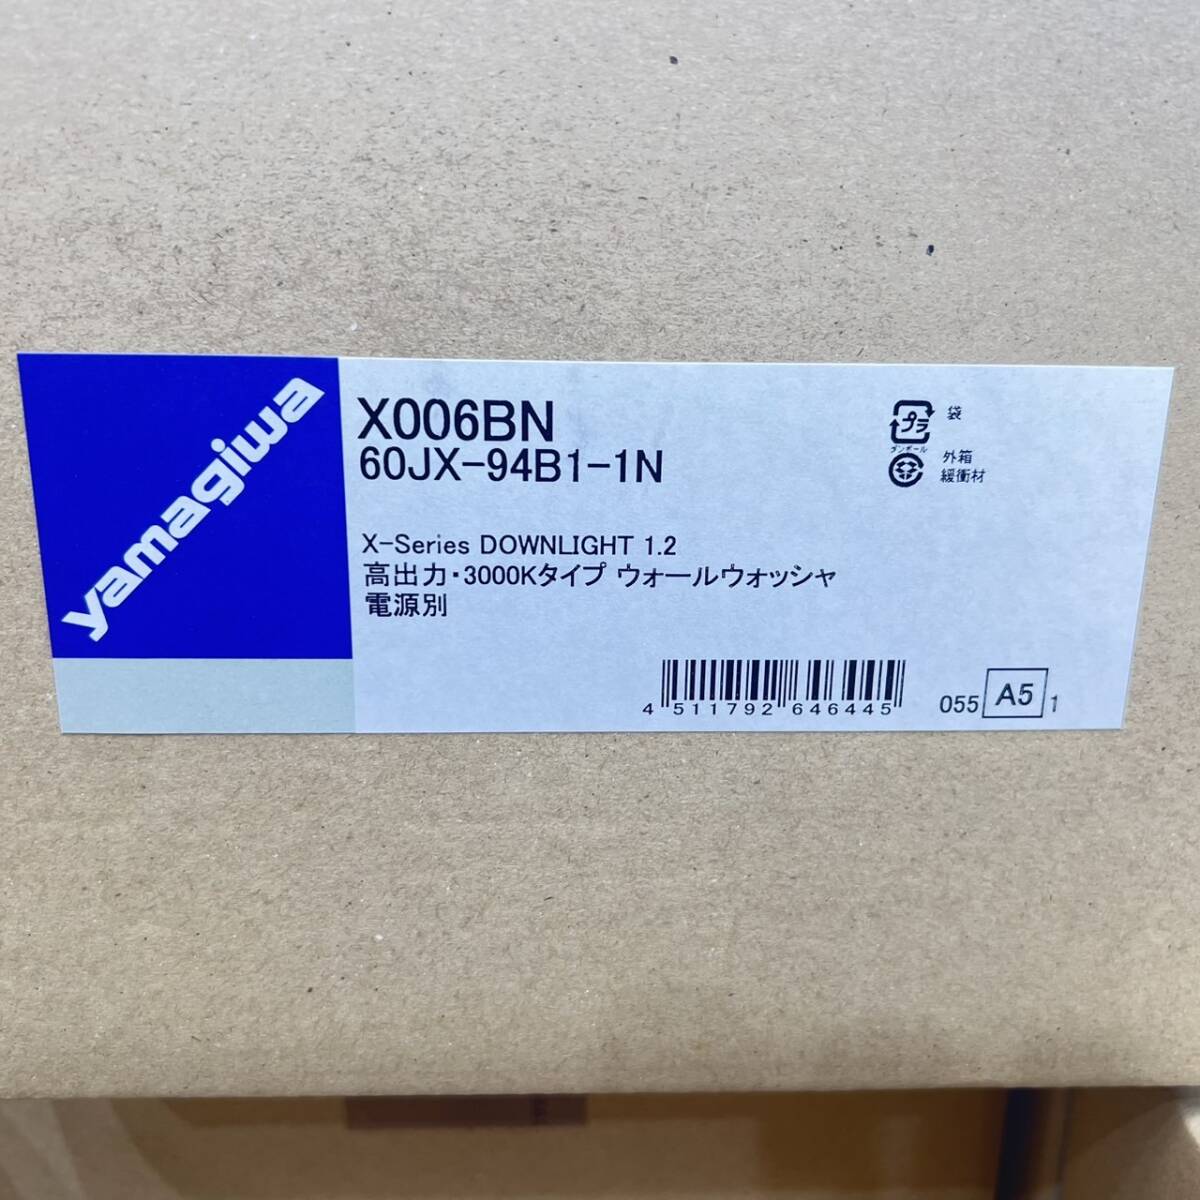 yamagiwa
X006BN
60JX-94B1-1N
X-Series DOWNLIGHT 1.2
高出力・3000Kタイプ ウォールウォッシャ
電源別
プラ
袋
ダンボール
外箱
緩衝材
4 511792 646445
055 A5 1